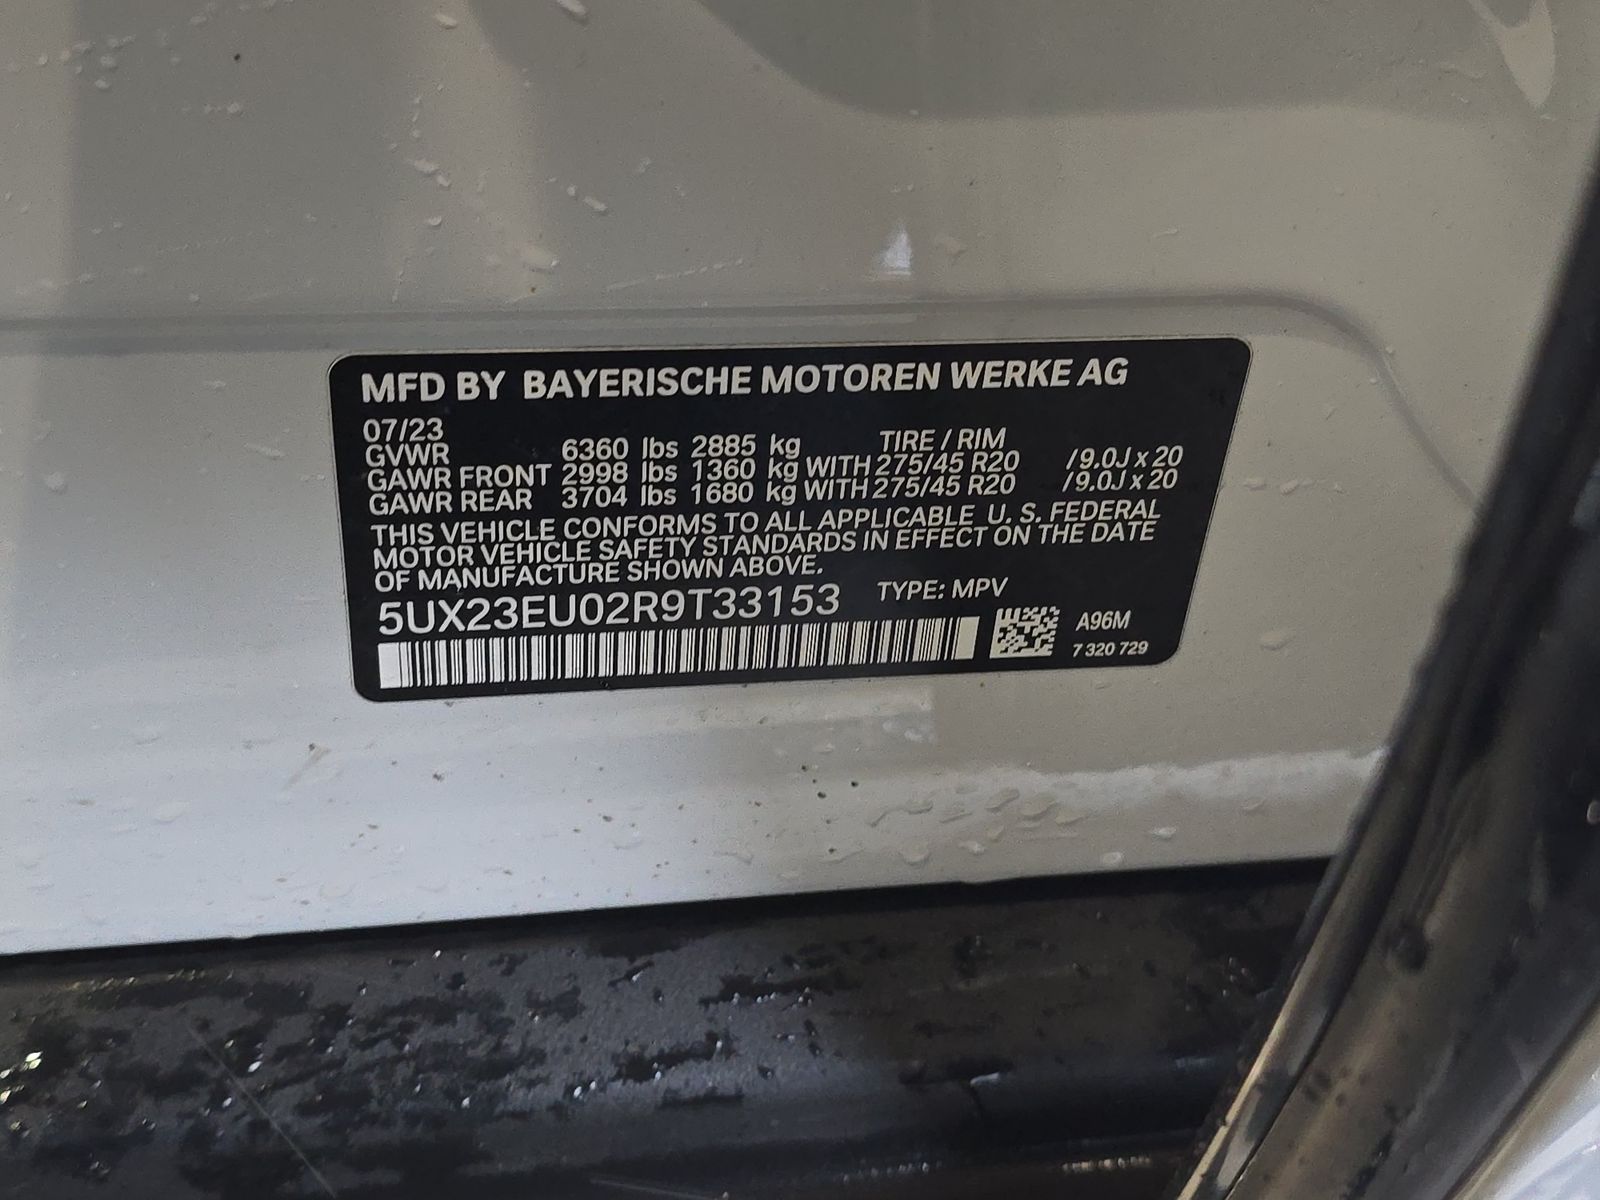 MFD BY BAYERISCHE MOTOREN WERKE AG
07/23
GVWR 6360 lbs 2885 kg TIRE / RIM
GAWR FRONT 2998 lbs 1360 kg WITH 275/45 R20 /9.0J x 20
GAWR REAR 3704 lbs 1680 kg WITH 275/45 R20 /9.0J x 20
THIS VEHICLE CONFORMS TO ALL APPLICABLE U. S. FEDERAL
MOTOR VEHICLE SAFETY STANDARDS IN EFFECT ON THE DATE
OF MANUFACTURE SHOWN ABOVE.
5UX23EU02R9T33153 TYPE: MPV
A96M
7 320 729